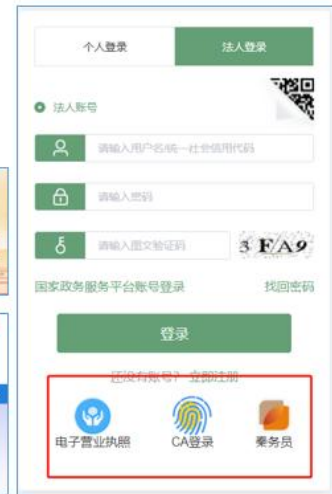 个人登录 法人登录
法人账号
请输入用户名/统一社会信用代码
请输入密码
请输入图文验证码 3 FA9
国家政务服务平台账号登录 找回密码
登录
还没有账号？ 立即注册
电子营业执照 CA登录 秦务员